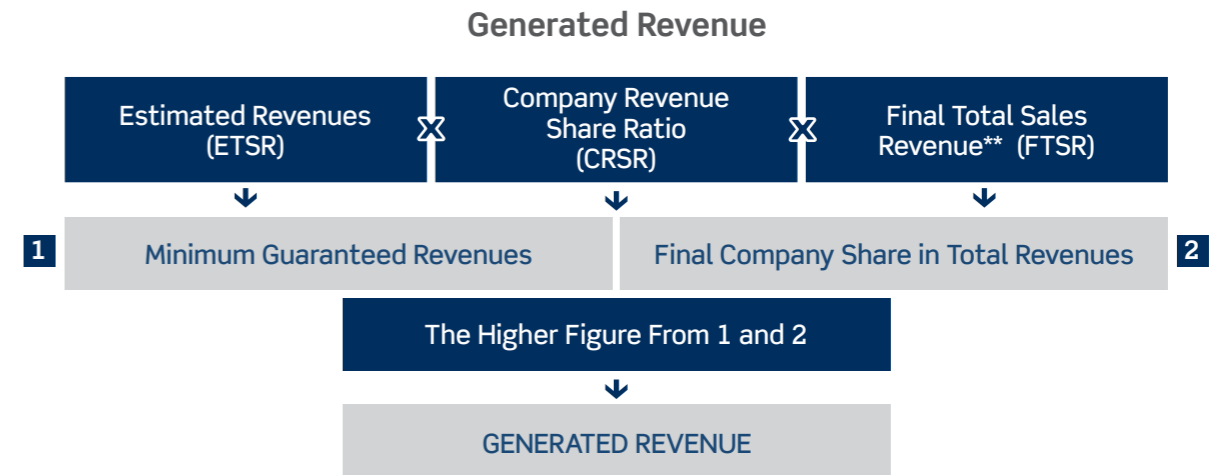 Generated Revenue
Estimated Revenues
(ETSR)
x
Company Revenue
Share Ratio
(CRSR)
x
Final Total Sales
Revenue** (FTSR)
1
Minimum Guaranteed Revenues
Final Company Share in Total Revenues
2
The Higher Figure From 1 and 2
GENERATED REVENUE